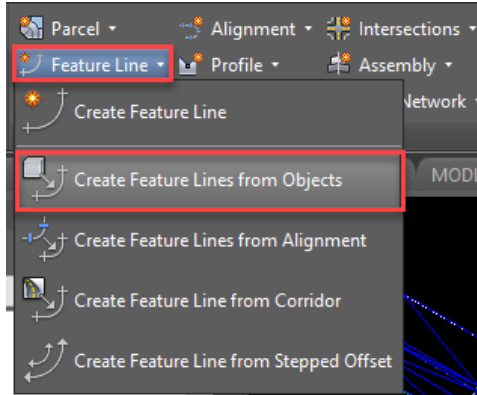 Parcel Alignment Intersections
Feature Line Profile Assembly
Network
Create Feature Line
Create Feature Lines from Objects
MODE
Create Feature Lines from Alignment
Create Feature Line from Corridor
Create Feature Line from Stepped Offset